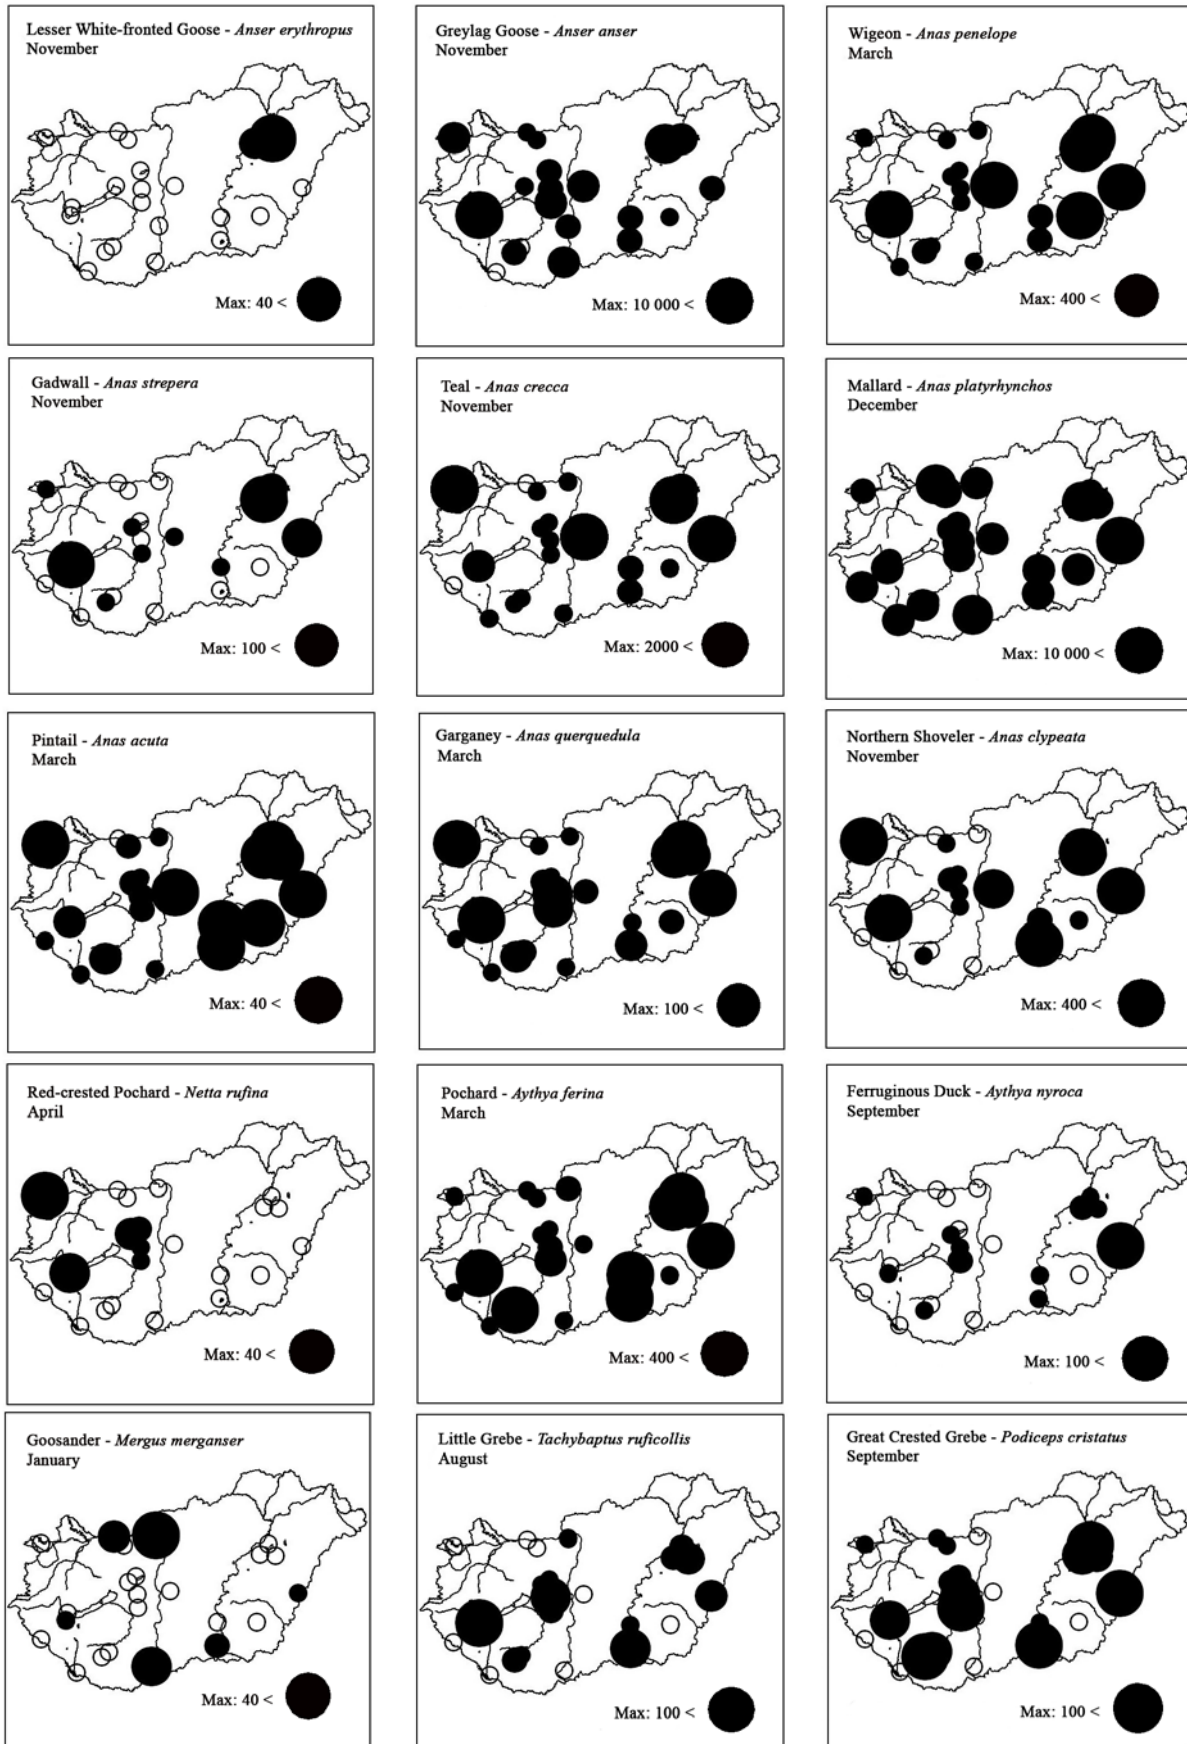 Lesser White-fronted Goose - Anser erythropus
November
Max: 40 <
Greylag Goose - Anser anser
November
Max: 10 000 <
Wigeon - Anas penelope
March
Max: 400 <
Gadwall - Anas strepera
November
Max: 100 <
Teal - Anas crecca
November
Max: 2000 <
Mallard - Anas platyrhynchos
December
Max: 10 000 <
Pintail - Anas acuta
March
Max: 40 <
Garganey - Anas querquedula
March
Max: 100 <
Northern Shoveler - Anas clypeata
November
Max: 400 <
Red-crested Pochard - Netta rufina
April
Max: 40 <
Pochard - Aythya ferina
March
Max: 400 <
Ferruginous Duck - Aythya nyroca
September
Max: 100 <
Goosander - Mergus merganser
January
Max: 40 <
Little Grebe - Tachybaptus ruficollis
August
Max: 100 <
Great Crested Grebe - Podiceps cristatus
September
Max: 100 <